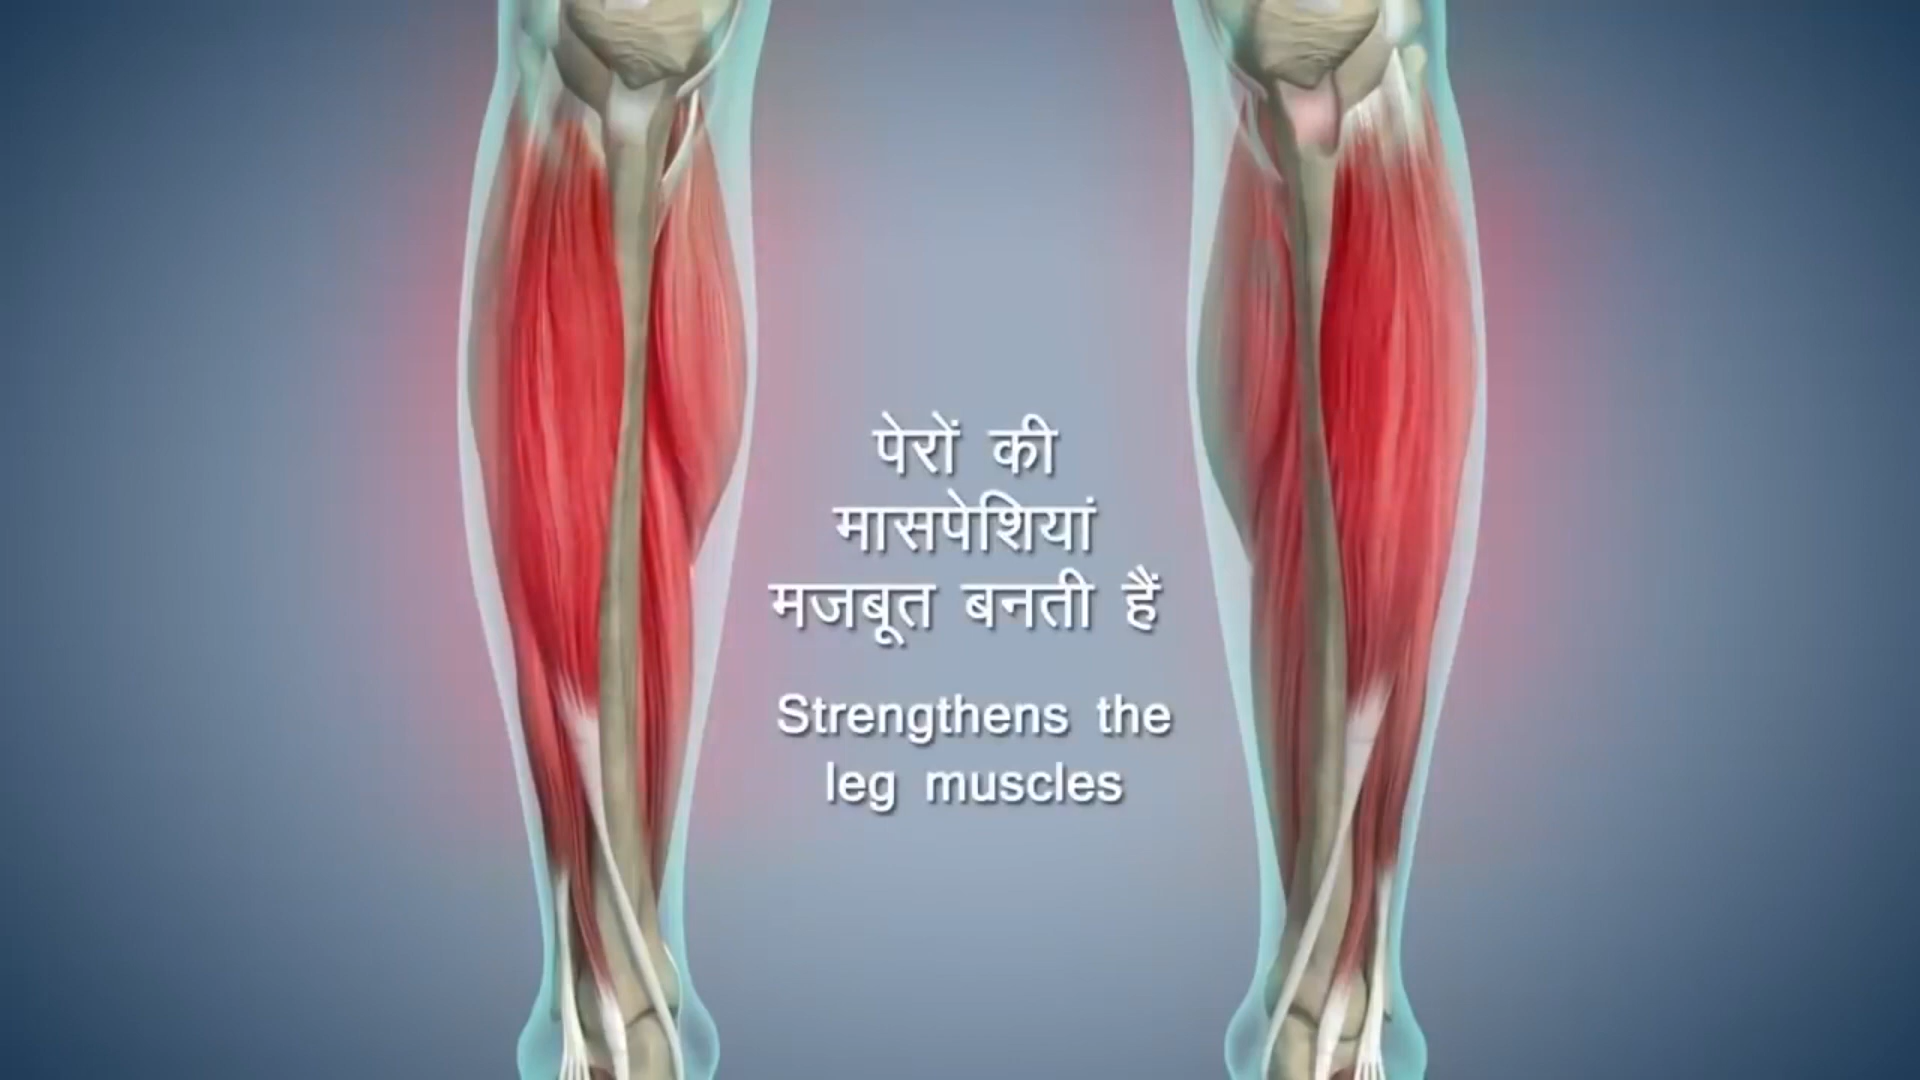 पेरों की
मासपेशियां
मजबूत बनती हैं
Strengthens the
leg muscles